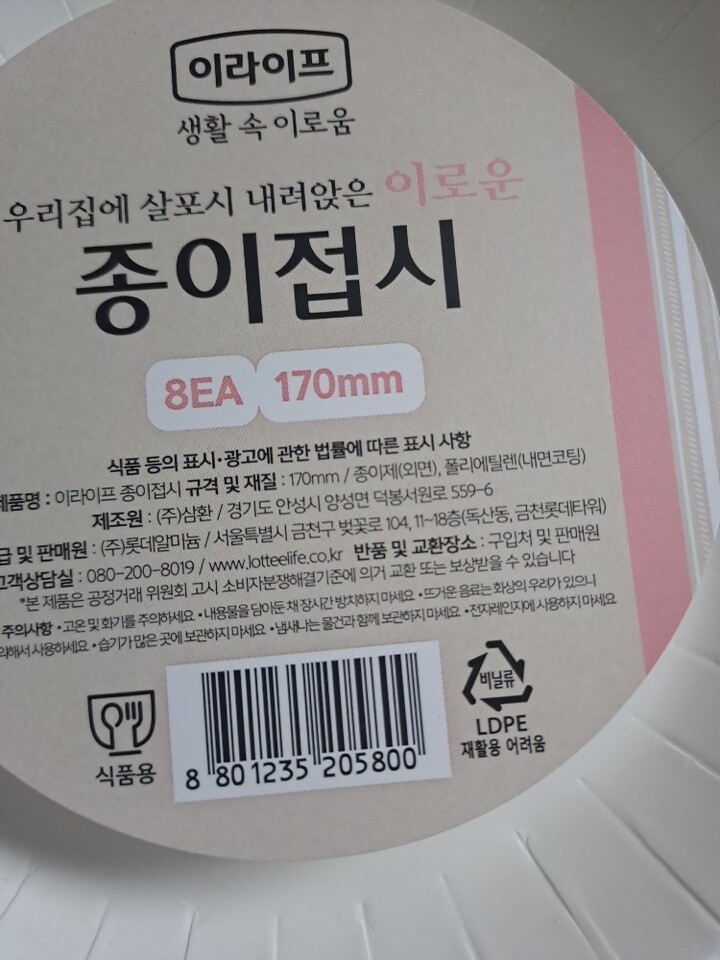 이라이프
생활 속 이로움
우리집에 살포시 내려앉은 이로운
종이접시
8EA 170mm
식품 등의 표시•광고에 관한 법률에 따른 표시 사항
제품명 : 이라이프 종이접시 규격 및 재질 : 170mm / 종이제(외면), 폴리에틸렌(내면코팅)
제조원 : (주)삼환 / 경기도 안성시 양성면 덕봉서원로 559-6
급 및 판매원 : (주)롯데알미늄 / 서울특별시 금천구 벚꽃로 104, 11~18층(독산동, 금천롯데타워)
고객상담실 : 080-200-8019 / www.lotteelife.co.kr 반품 및 교환장소 : 구입처 및 판매원
*본 제품은 공정거래 위원회 고시 소비자분쟁해결기준에 의거 교환 또는 보상받을 수 있습니다
주의사항 • 고온 및 화기를 주의하세요 • 내용물을 담아둔 채 장시간 방치하지 마세요 • 뜨거운 음료는 화상의 우려가 있으니
의해서 사용하세요 • 습기가 많은 곳에 보관하지 마세요 • 냄새나는 물건과 함께 보관하지 마세요 • 전자레인지에 사용하지 마세요
식품용
8 801235 205800
비닐류
LDPE
재활용 어려움